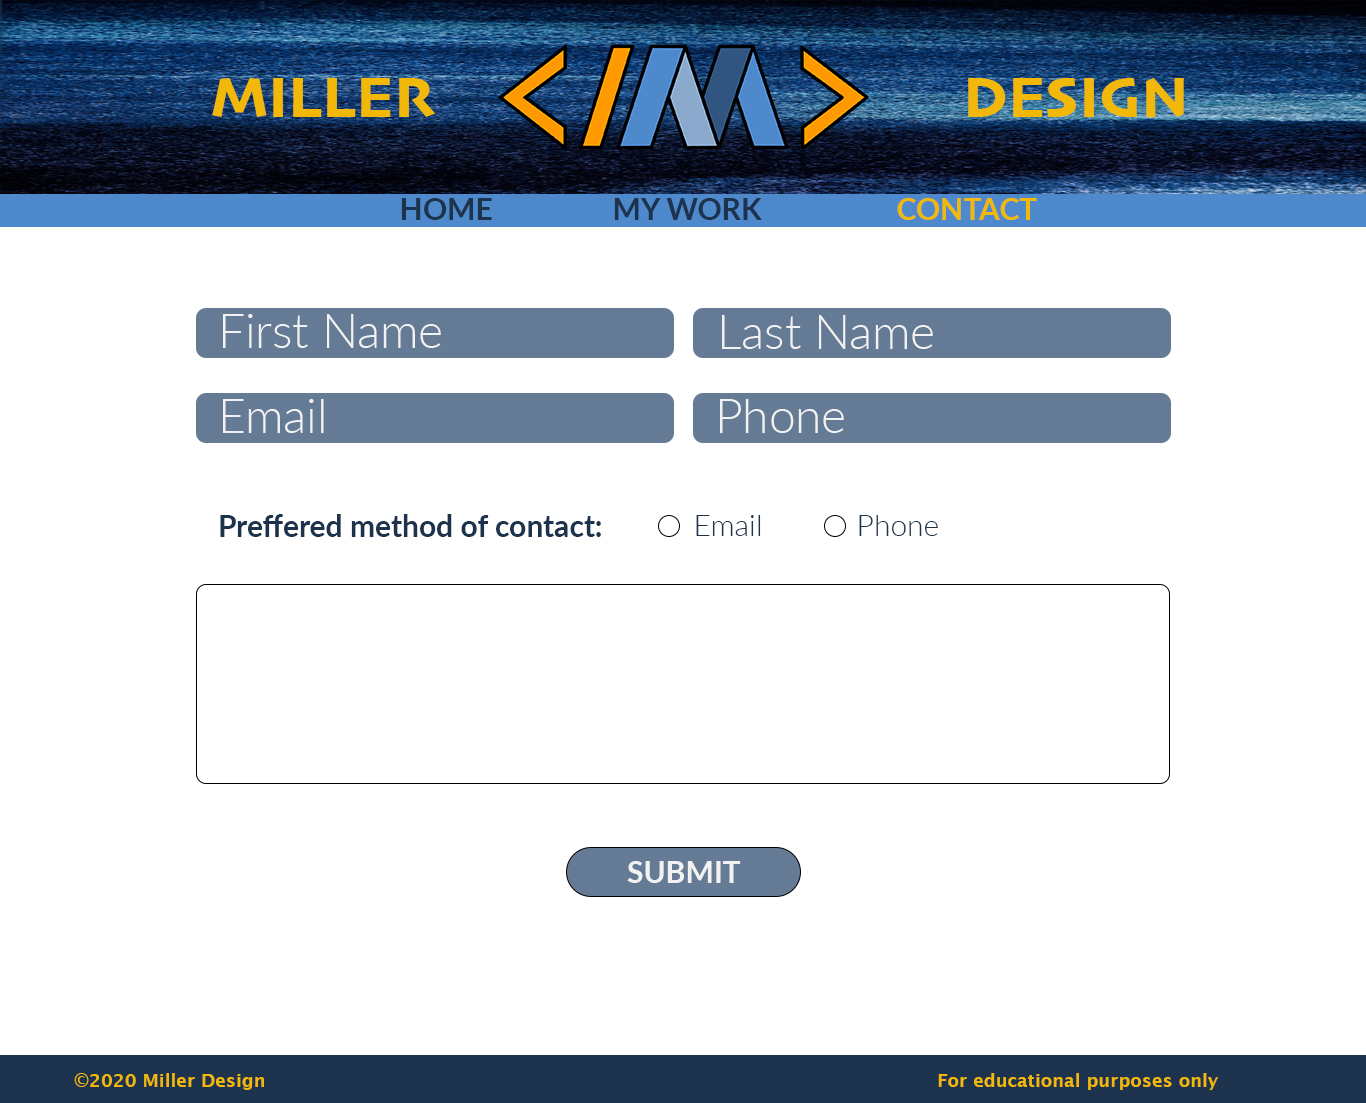 MILLER </M> DESIGN
HOME MY WORK CONTACT
First Name Last Name
Email Phone
Preffered method of contact: Email Phone
SUBMIT
©2020 Miller Design For educational purposes only